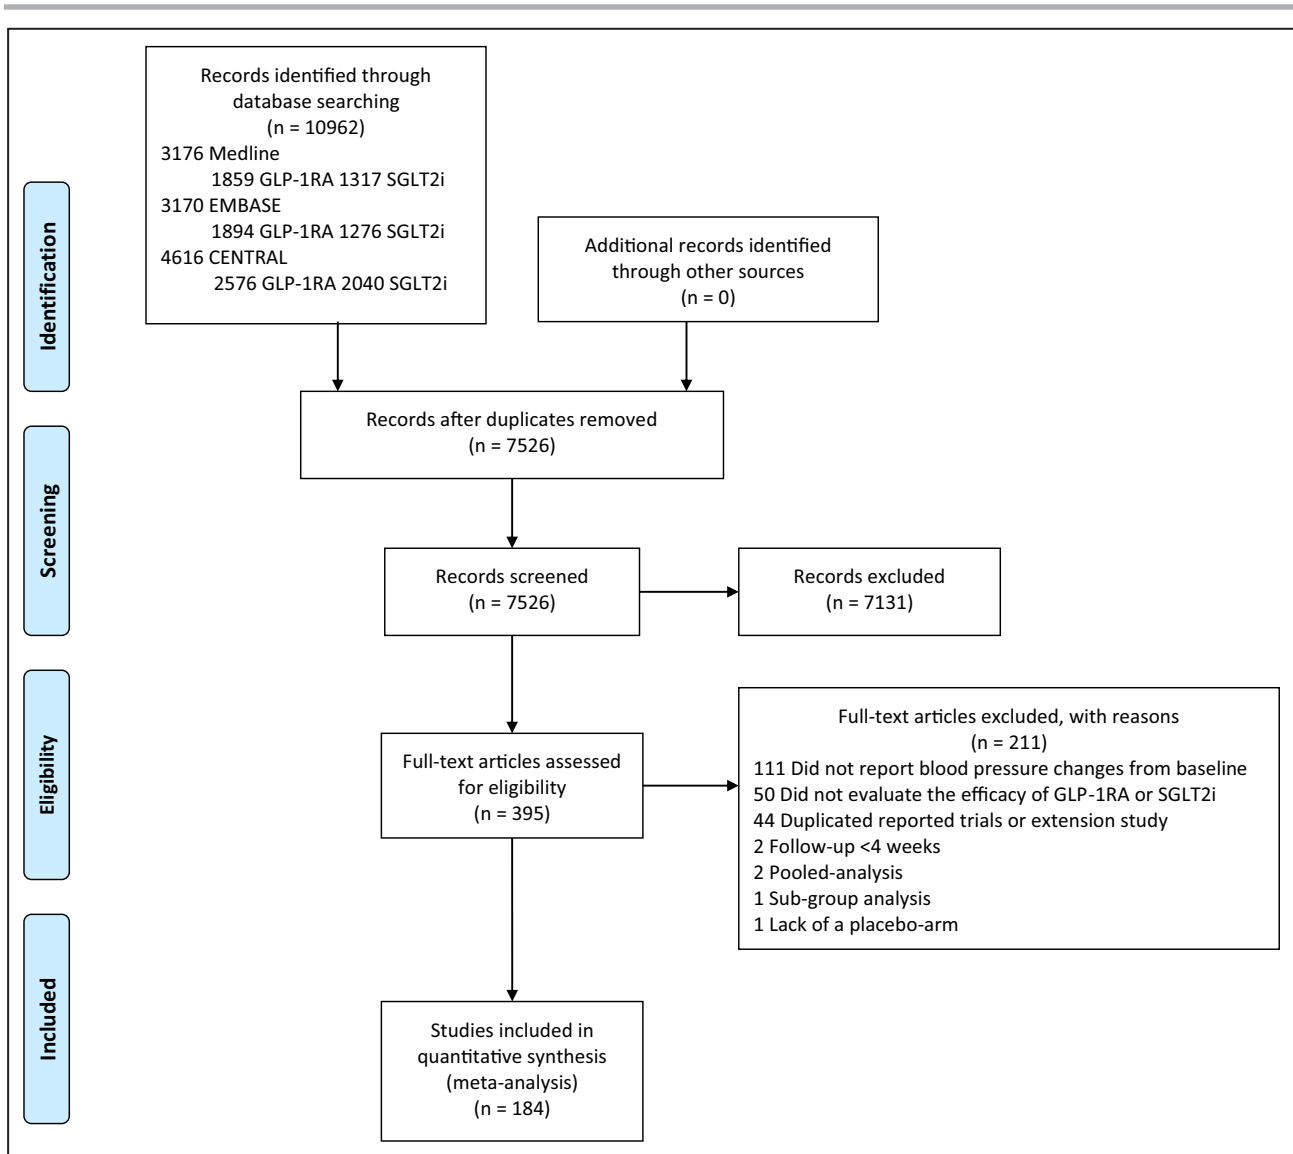 Records identified through
database searching
(n = 10962)
3176 Medline
1859 GLP-1RA 1317 SGLT2i
3170 EMBASE
1894 GLP-1RA 1276 SGLT2i
4616 CENTRAL
2576 GLP-1RA 2040 SGLT2i
Additional records identified
through other sources
(n = 0)
Identification
Records after duplicates removed
(n = 7526)
Screening
Records screened
(n = 7526)
Records excluded
(n = 7131)
Eligibility
Full-text articles assessed
for eligibility
(n = 395)
Full-text articles excluded, with reasons
(n = 211)
111 Did not report blood pressure changes from baseline
50 Did not evaluate the efficacy of GLP-1RA or SGLT2i
44 Duplicated reported trials or extension study
2 Follow-up <4 weeks
2 Pooled-analysis
1 Sub-group analysis
1 Lack of a placebo-arm
Included
Studies included in
quantitative synthesis
(meta-analysis)
(n = 184)